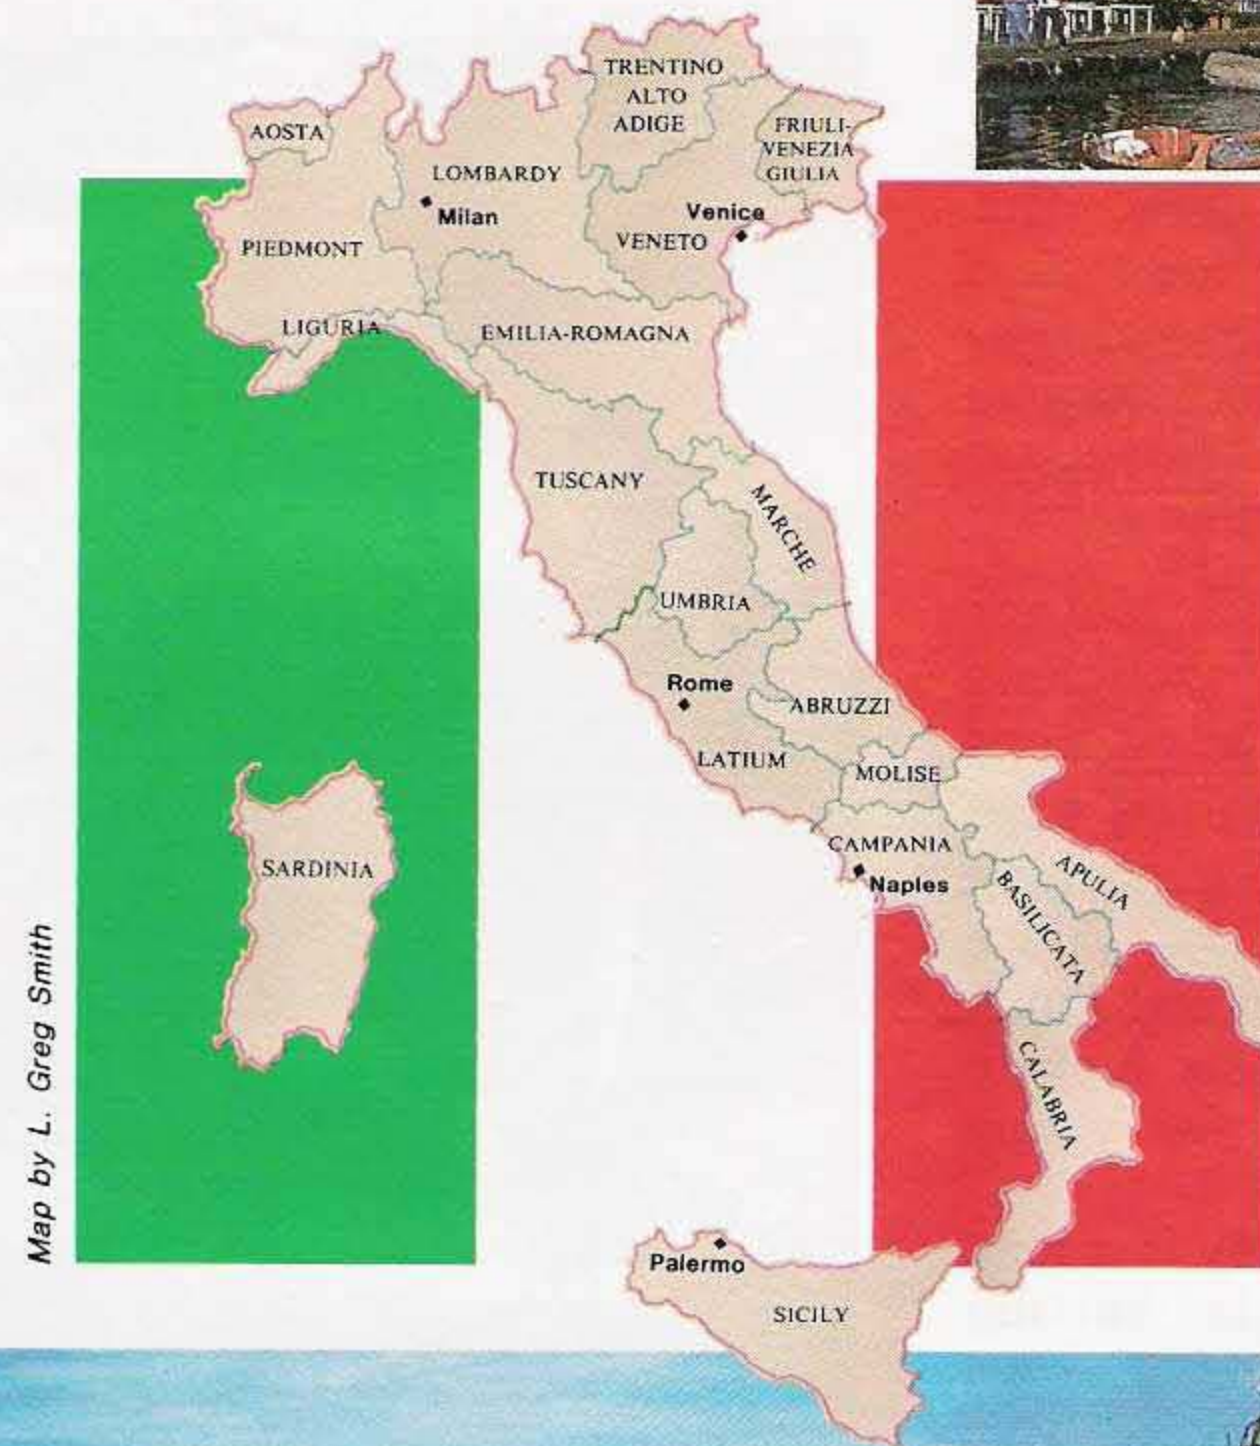 TRENTINO
ALTO
ADIGE
AOSTA
FRIULI-
VENEZIA
GIULIA
LOMBARDY
Milan
Venice
VENETO
PIEDMONT
LIGURIA
EMILIA-ROMAGNA
TUSCANY
MARCHE
UMBRIA
Rome
ABRUZZI
LATIUM
MOLISE
CAMPANIA
Naples
APULIA
BASILICATA
SARDINIA
CALABRIA
Palermo
SICILY
Map by L. Greg Smith